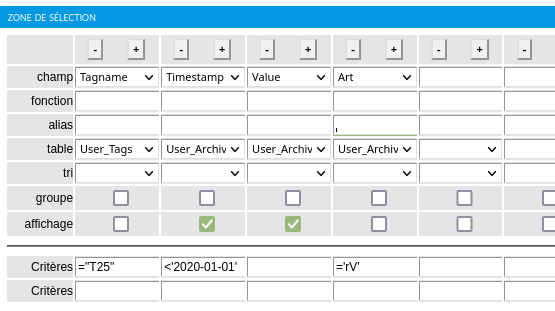 ZONE DE SÉLECTION
- + - + - + - + - + -
champ Tagname Timestamp Value Art
fonction
alias
table User_Tags User_Archiv User_Archiv User_Archiv
tri
groupe
affichage
Critères ="T25" <'2020-01-01' ='rV'
Critères